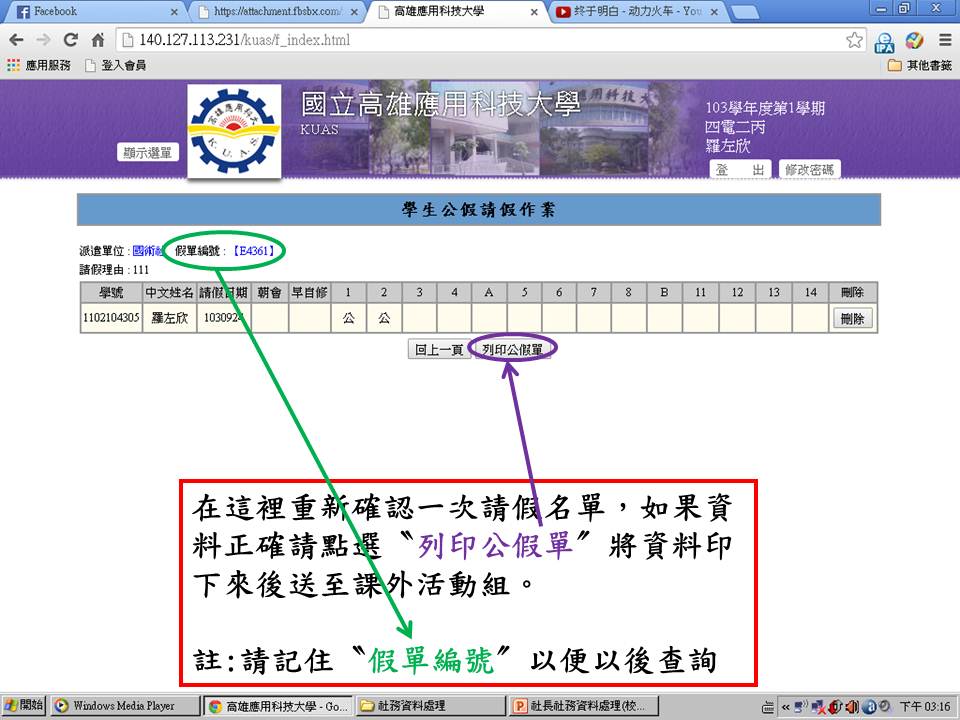 Facebook
https://attachment.fbsbx.com/
高雄應用科技大學
终于明白 - 动力火车 - You
140.127.113.231/kuas/f_index.html
應用服務
登入會員
其他書籤
國立高雄應用科技大學
KUAS
顯示選單
103學年度第1學期
四電二丙
羅左欣
登 出 修改密碼
學生公假請假作業
派遣單位 : 國術社 假單編號 : 【E4361】
請假理由 : 111
學號 中文姓名 請假日期 朝會 早自修 1 2 3 4 A 5 6 7 8 B 11 12 13 14 刪除
1102104305 羅左欣 1030924 公 公 刪除
回上一頁 列印公假單
在這裡重新確認一次請假名單，如果資
料正確請點選〝列印公假單〞將資料印
下來後送至課外活動組。
註:請記住〝假單編號〞以便以後查詢
開始 Windows Media Player 高雄應用科技大學 - Go... 社務資料處理 社長社務資料處理(校... 下午 03:16